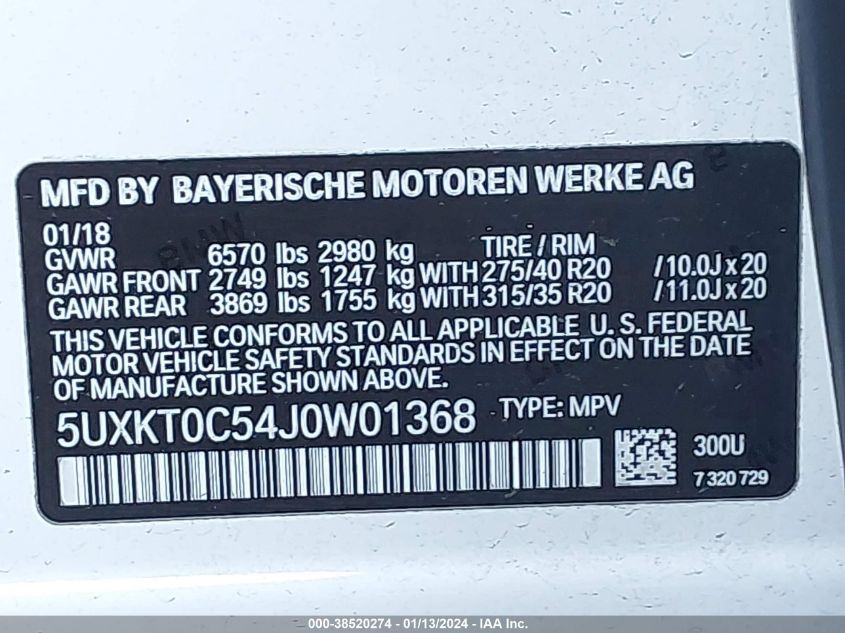 MFD BY BAYERISCHE MOTOREN WERKE AG
01/18
GVWR 6570 lbs 2980 kg TIRE / RIM
GAWR FRONT 2749 lbs 1247 kg WITH 275/40 R20 /10.0J x 20
GAWR REAR 3869 lbs 1755 kg WITH 315/35 R20 /11.0J x 20
THIS VEHICLE CONFORMS TO ALL APPLICABLE U. S. FEDERAL
MOTOR VEHICLE SAFETY STANDARDS IN EFFECT ON THE DATE
OF MANUFACTURE SHOWN ABOVE.
5UXKT0C54J0W01368 TYPE: MPV
300U
7 320 729
000-38520274 - 01/13/2024 - IAA Inc.